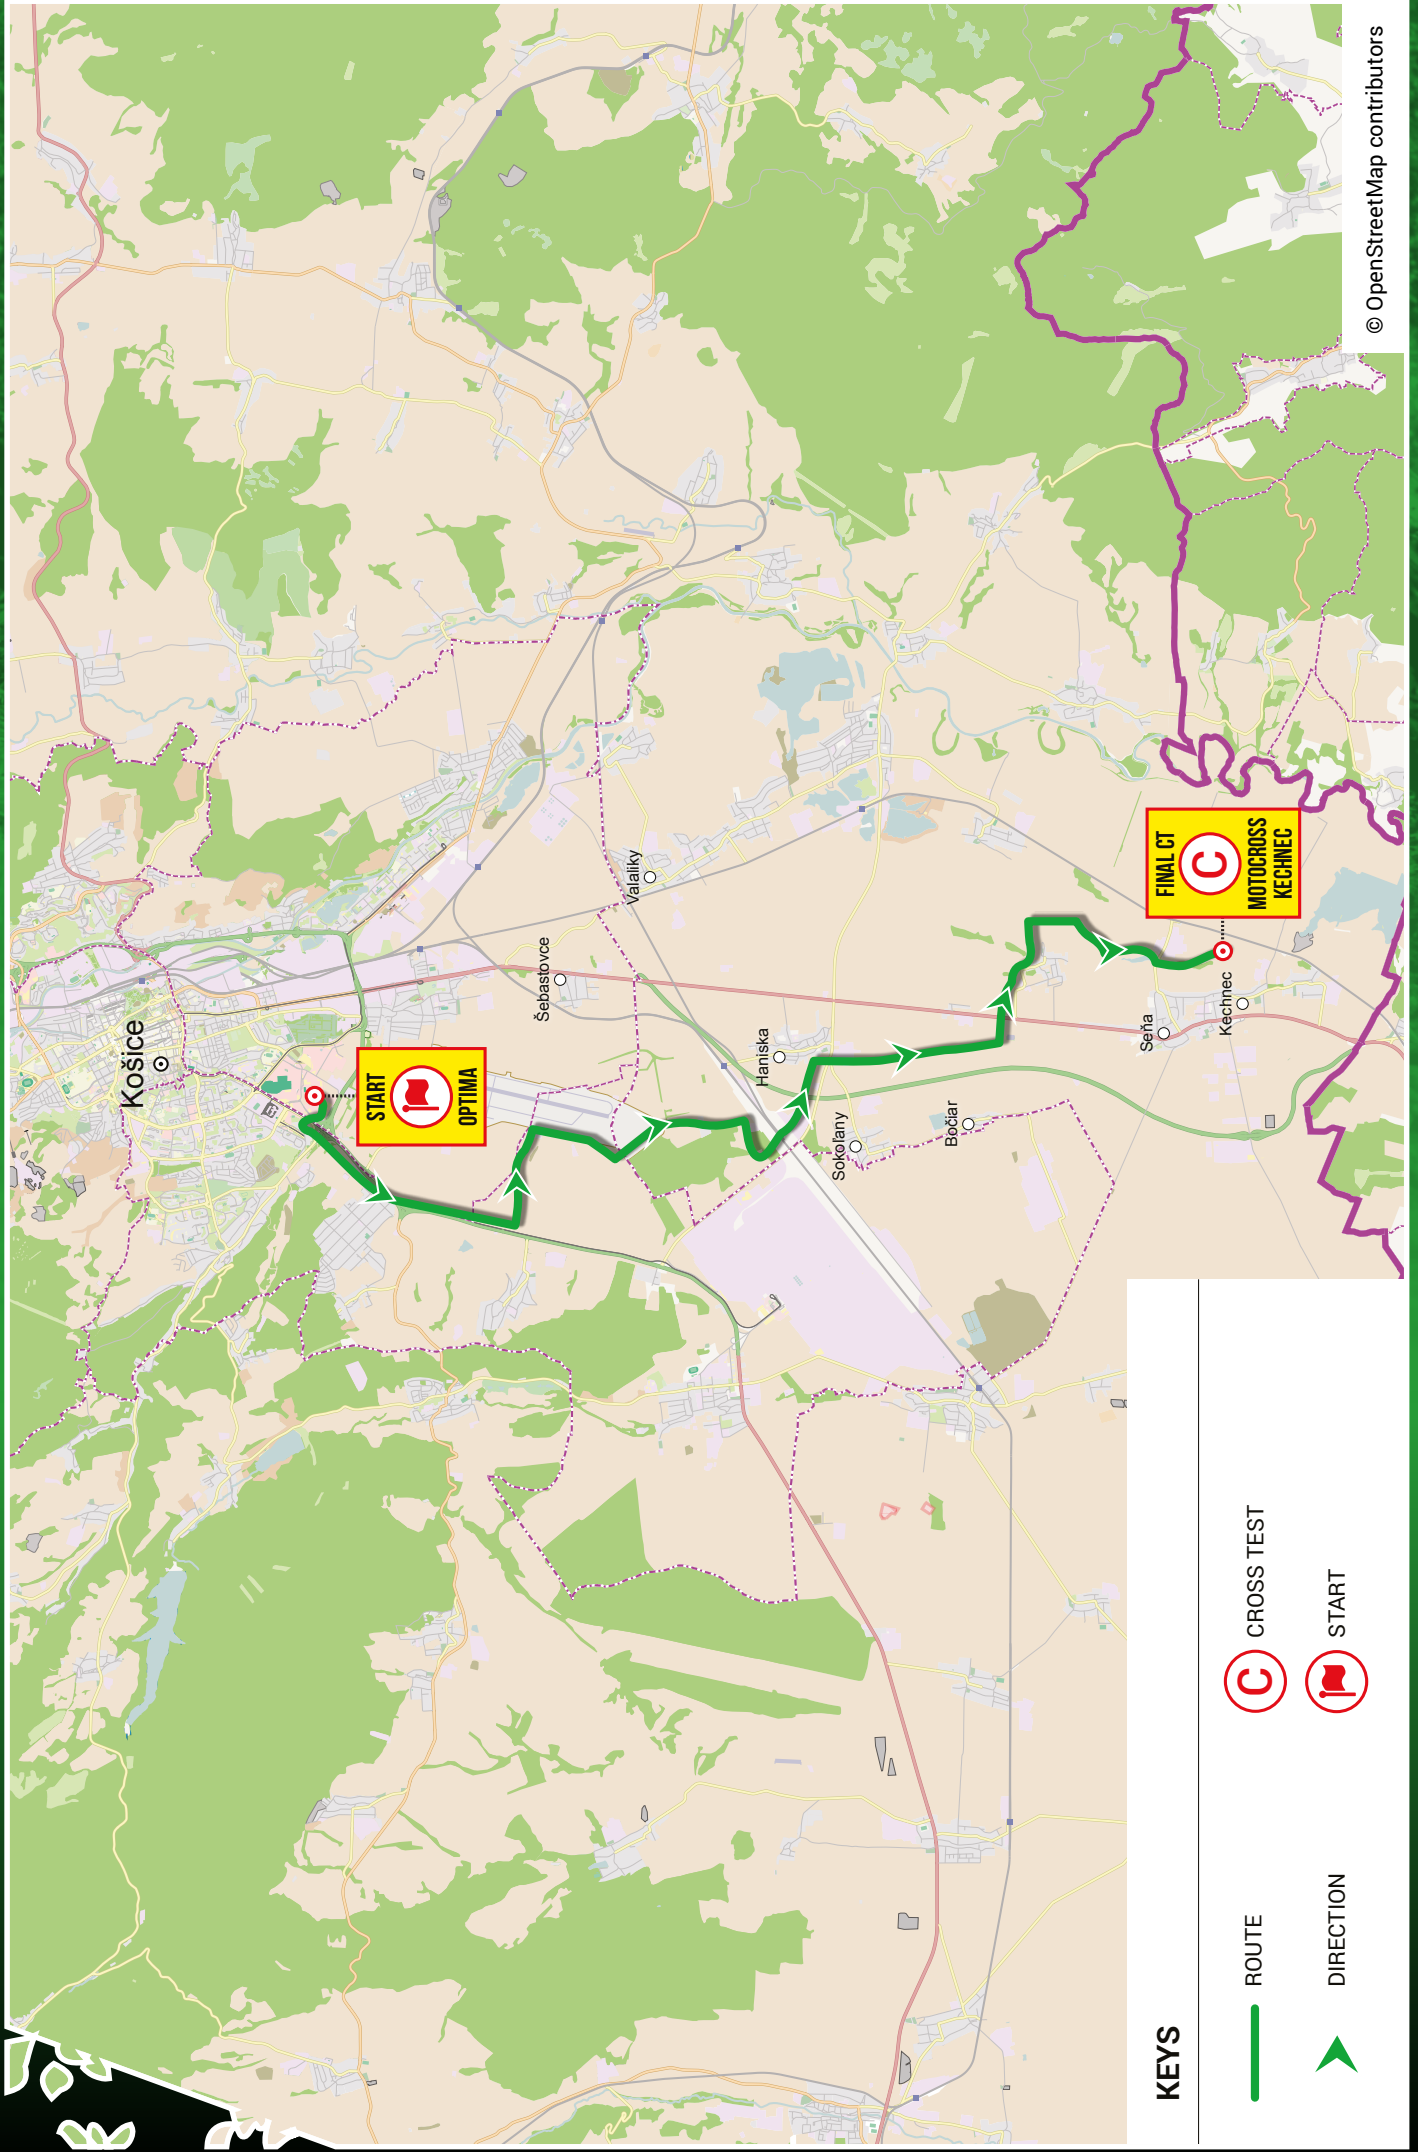 Košice
START
OPTIMA
Šebastovce
Valaliky
Haniska
Sokoľany
Bočiar
Seňa
Kechnec
FINAL CT
C
MOTOCROSS
KECHNEC
KEYS
ROUTE
DIRECTION
C CROSS TEST
START
© OpenStreetMap contributors